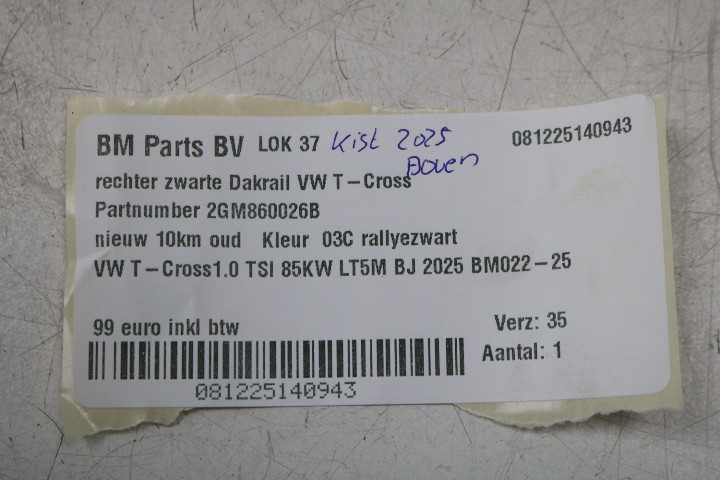 BM Parts BV LOK 37 Kist 2025 081225140943
Boven
rechter zwarte Dakrail VW T-Cross
Partnumber 2GM860026B
nieuw 10km oud Kleur 03C rallyezwart
VW T-Cross1.0 TSI 85KW LT5M BJ 2025 BM022-25
99 euro inkl btw Verz: 35
Aantal: 1
081225140943